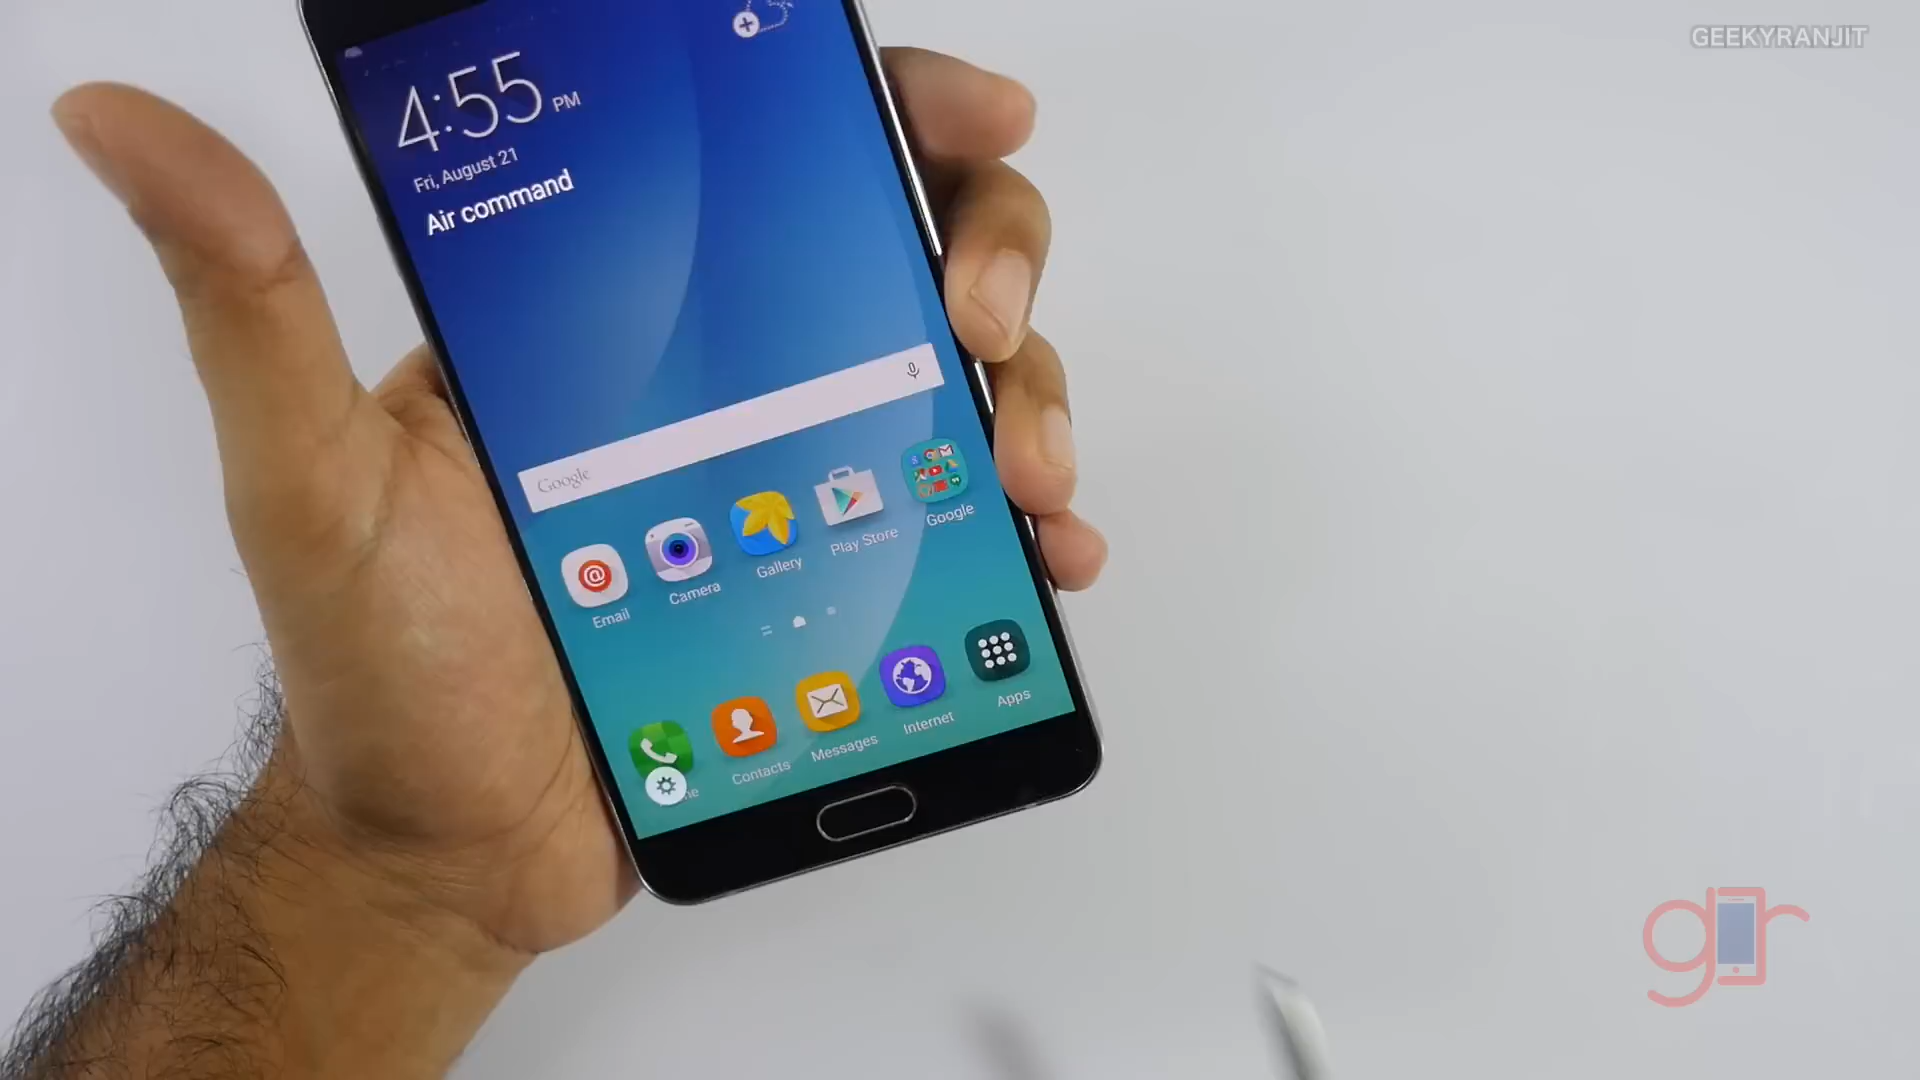 GEEKYRANJIT
4:55 PM
Fri, August 21
Air command
Google
Email
Camera
Gallery
Play Store
Google
Contacts
Messages
Internet
Apps
gr